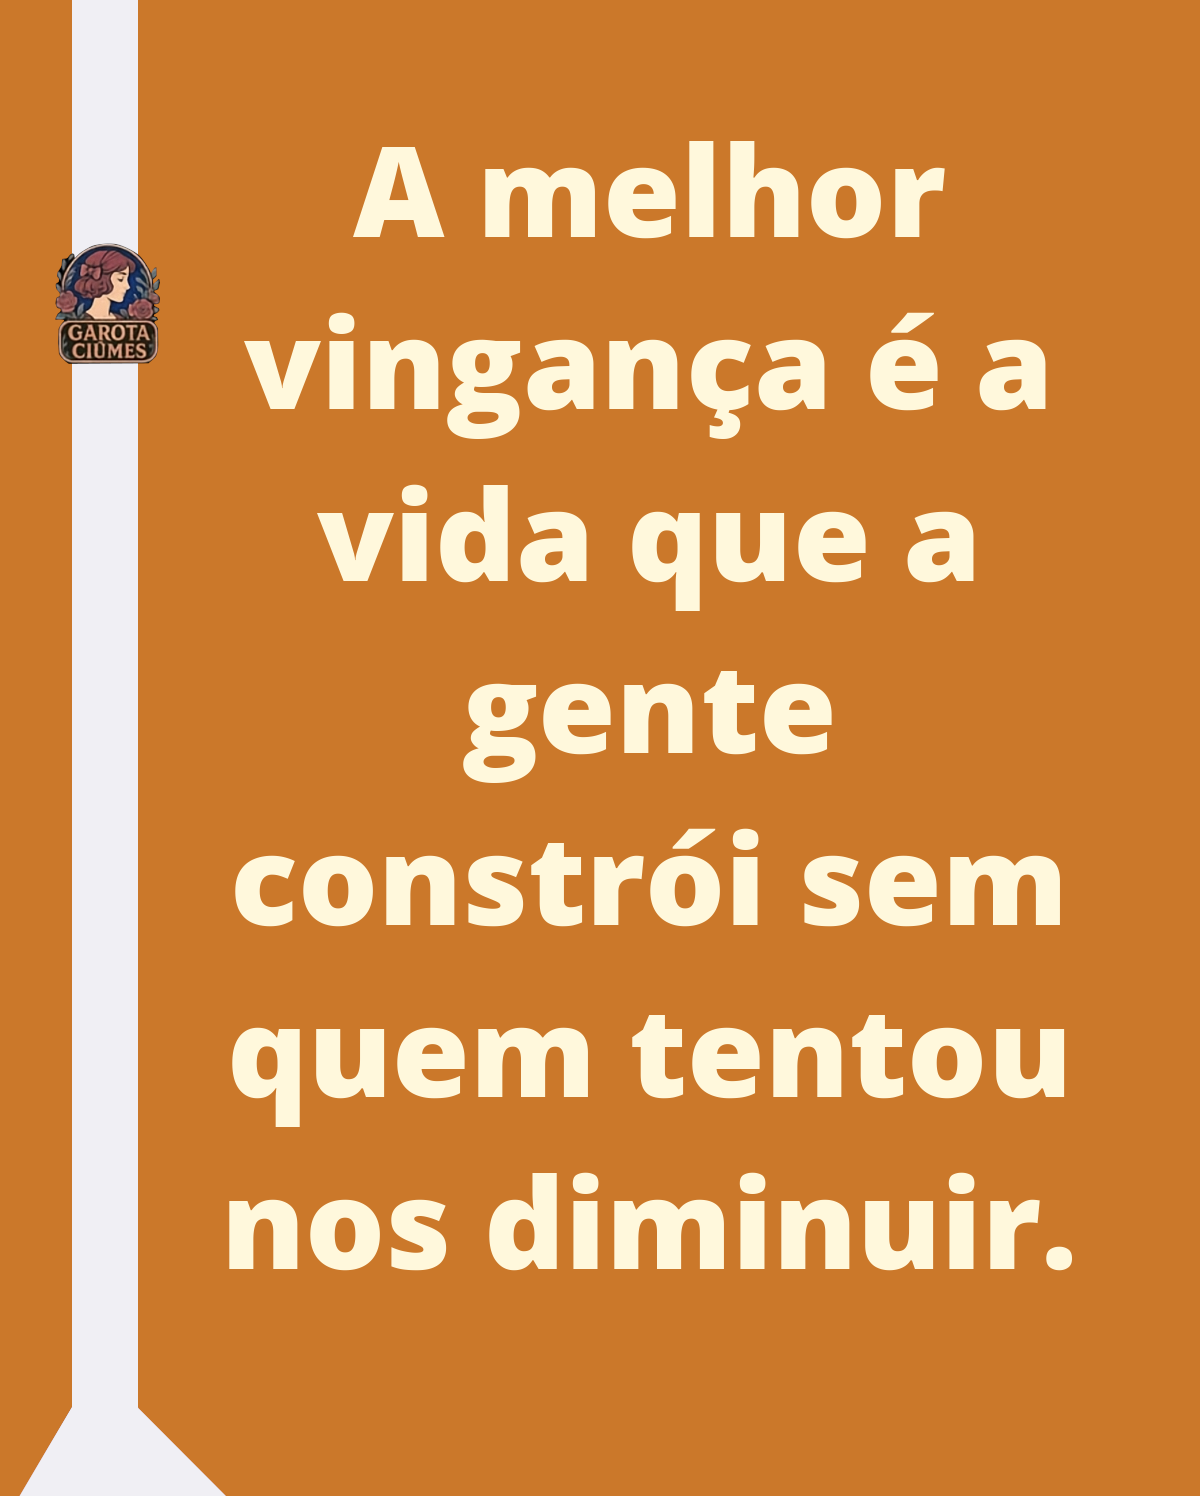 A melhor
vingança é a
vida que a
gente
constrói sem
quem tentou
nos diminuir.
GAROTA
CIÚMES